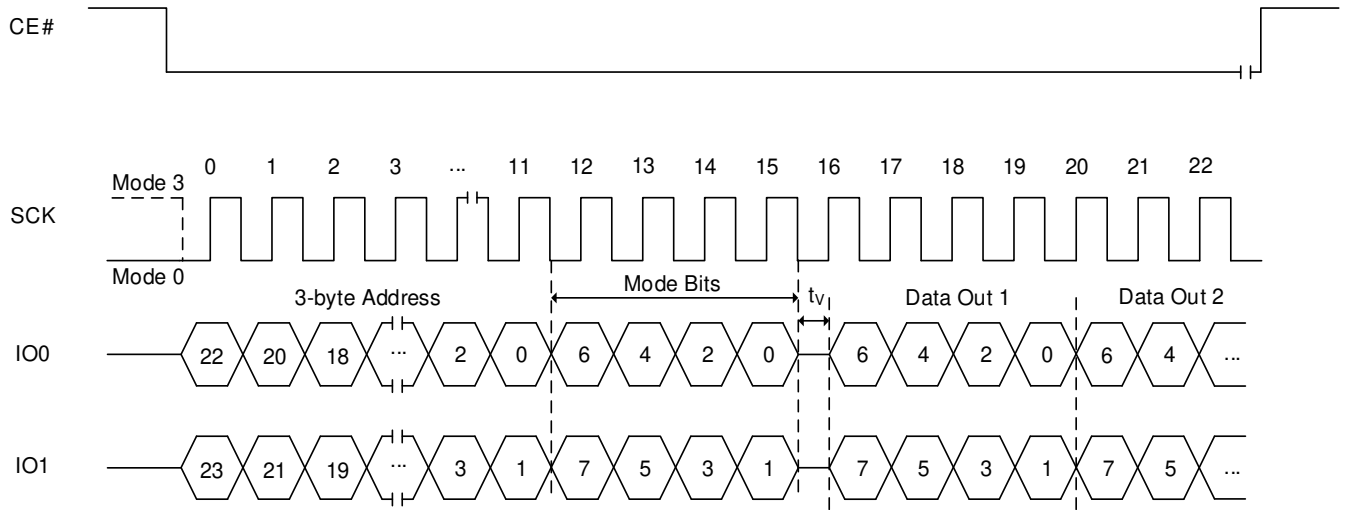 CE#
0 1 2 3 ... 11 12 13 14 15 16 17 18 19 20 21 22
Mode 3
SCK
Mode 0
3-byte Address Mode Bits tV Data Out 1 Data Out 2
IO0 22 20 18 ... 2 0 6 4 2 0 6 4 2 0 6 4 ...
IO1 23 21 19 ... 3 1 7 5 3 1 7 5 3 1 7 5 ...